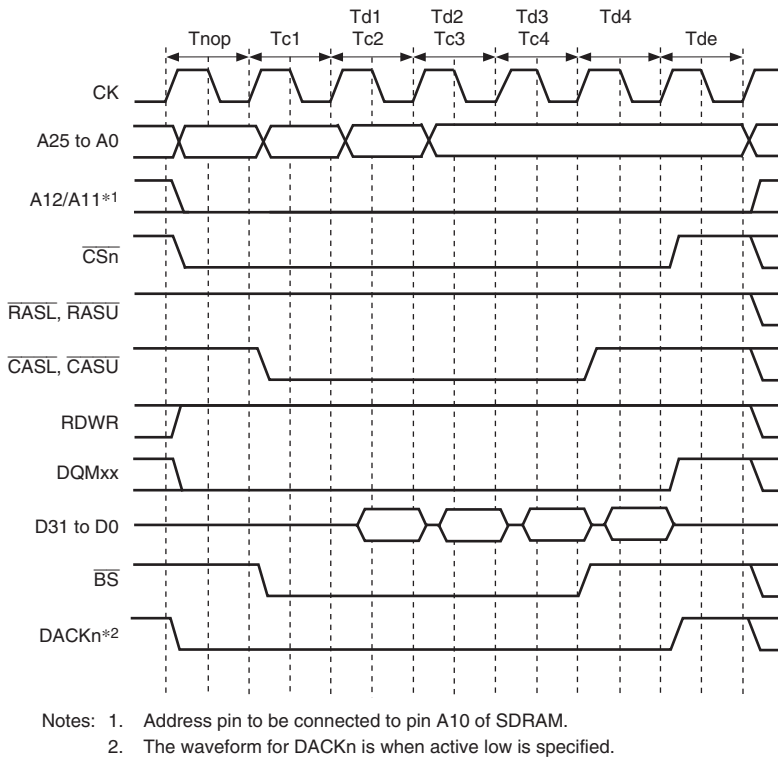 Td1 Td2 Td3 Td4
Tnop Tc1 Tc2 Tc3 Tc4 Tde
CK
A25 to A0
A12/A11*1
CSn
RASL, RASU
CASL, CASU
RDWR
DQMxx
D31 to D0
BS
DACKn*2
Notes: 1. Address pin to be connected to pin A10 of SDRAM.
2. The waveform for DACKn is when active low is specified.